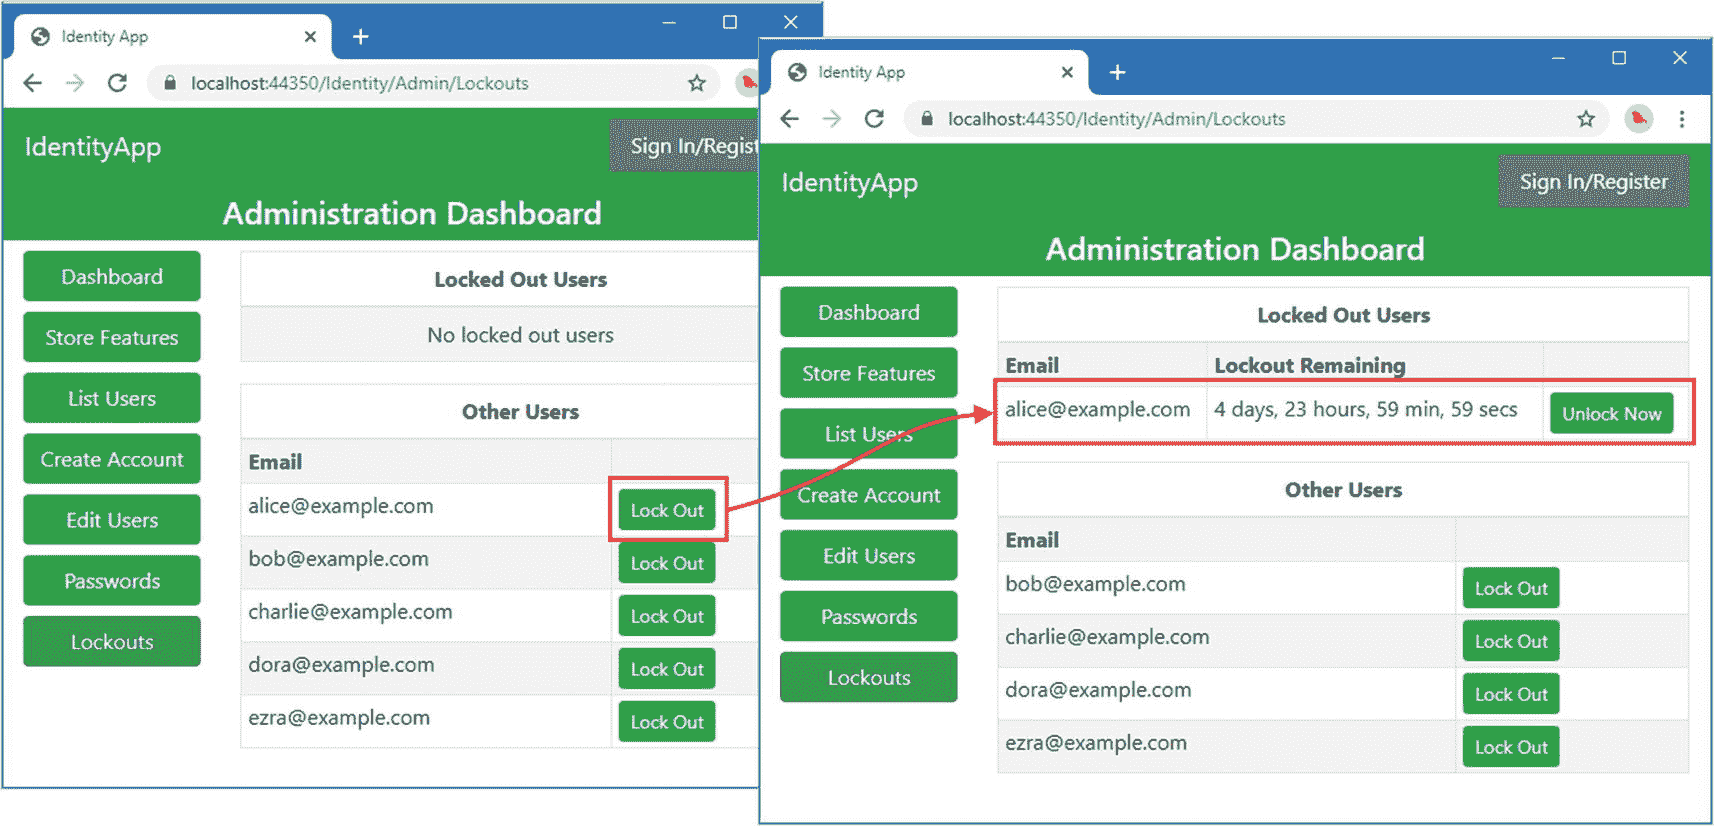 Identity App
localhost:44350/Identity/Admin/Lockouts
IdentityApp
Sign In/Regist
Administration Dashboard
Dashboard
Store Features
List Users
Create Account
Edit Users
Passwords
Lockouts
Locked Out Users
No locked out users
Other Users
Email
alice@example.com Lock Out
bob@example.com Lock Out
charlie@example.com Lock Out
dora@example.com Lock Out
ezra@example.com Lock Out
Identity App
localhost:44350/Identity/Admin/Lockouts
IdentityApp
Sign In/Register
Administration Dashboard
Dashboard
Store Features
List Users
Create Account
Edit Users
Passwords
Lockouts
Locked Out Users
Email Lockout Remaining
alice@example.com 4 days, 23 hours, 59 min, 59 secs Unlock Now
Other Users
Email
bob@example.com Lock Out
charlie@example.com Lock Out
dora@example.com Lock Out
ezra@example.com Lock Out